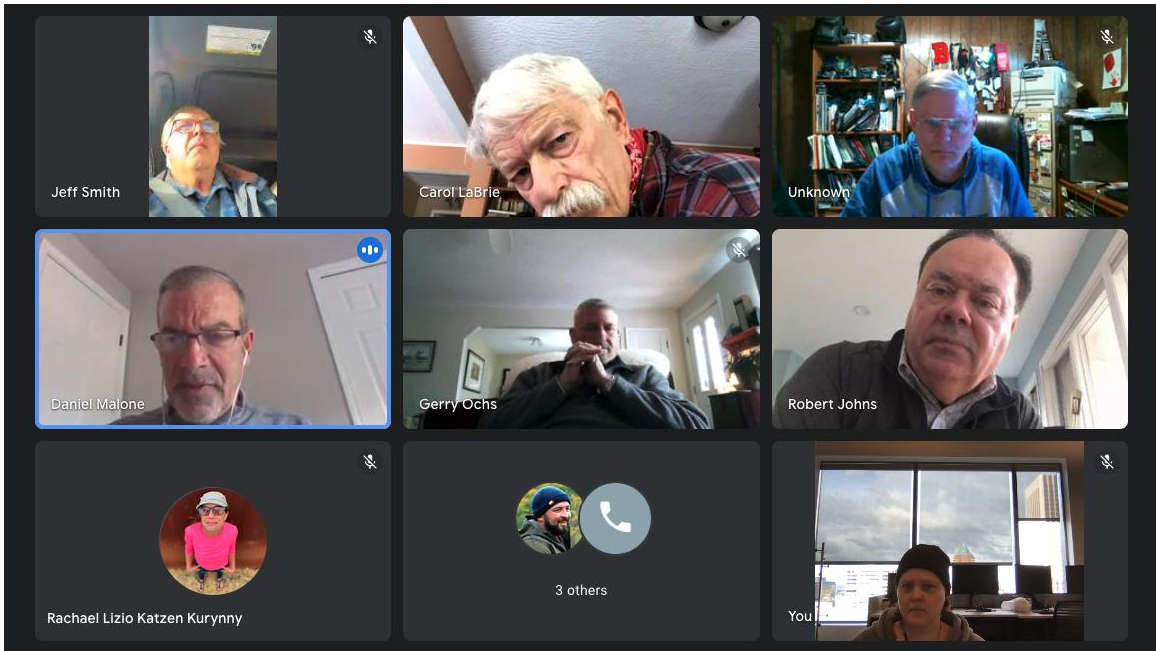 Jeff Smith
Carol LaBrie
Unknown
B
Daniel Malone
Gerry Ochs
Robert Johns
Rachael Lizio Katzen Kurynny
3 others
You